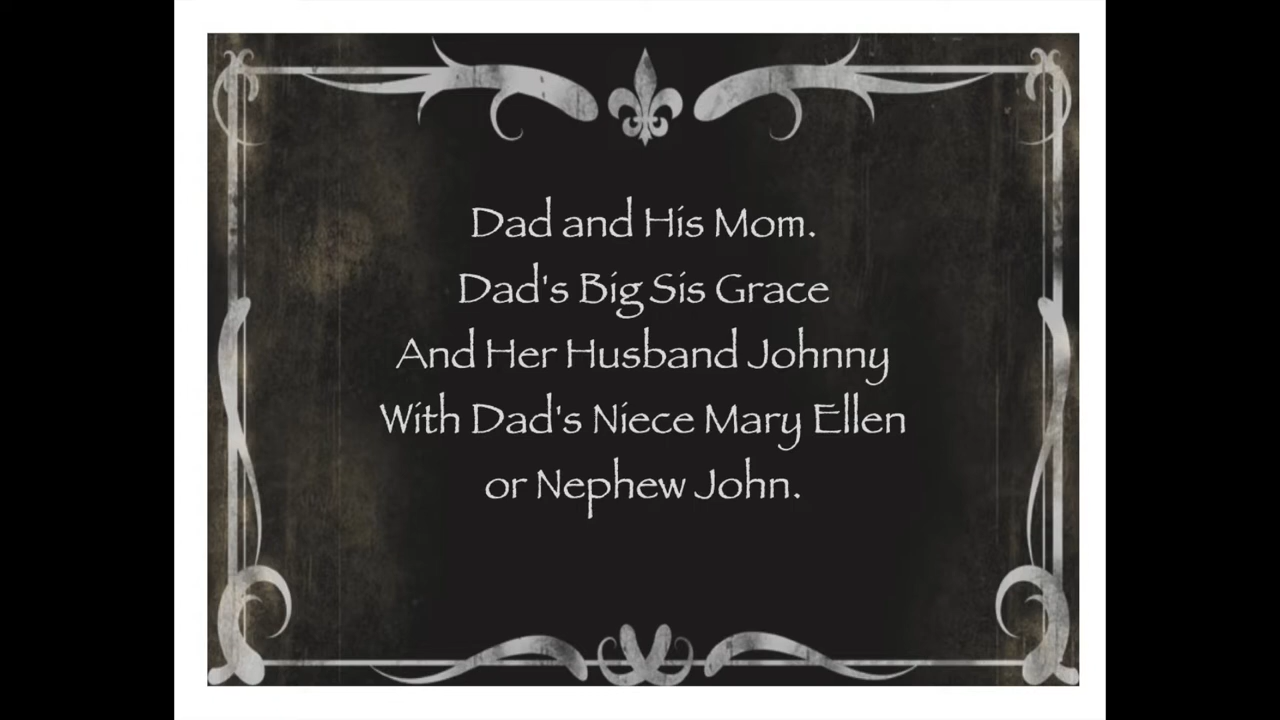 Dad and His Mom.
Dad's Big Sis Grace
And Her Husband Johnny
With Dad's Niece Mary Ellen
or Nephew John.